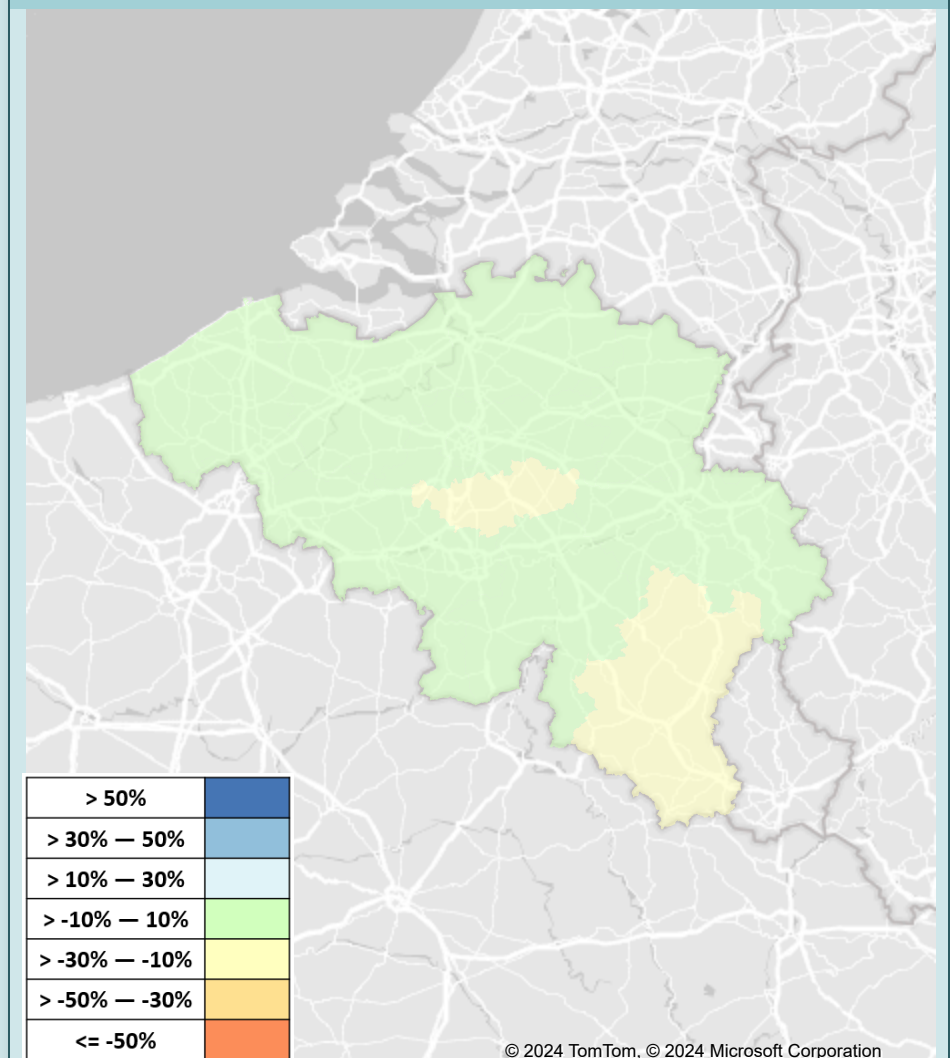 > 50%
> 30% — 50%
> 10% — 30%
> -10% — 10%
> -30% — -10%
> -50% — -30%
<= -50%
© 2024 TomTom, © 2024 Microsoft Corporation